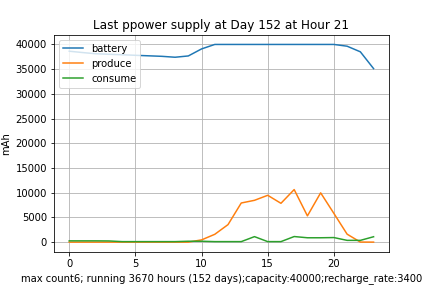 Last ppower supply at Day 152 at Hour 21
40000
35000
30000
25000
20000
15000
10000
5000
0
mAh
battery
produce
consume
0 5 10 15 20
max count6; running 3670 hours (152 days);capacity:40000;recharge_rate:3400